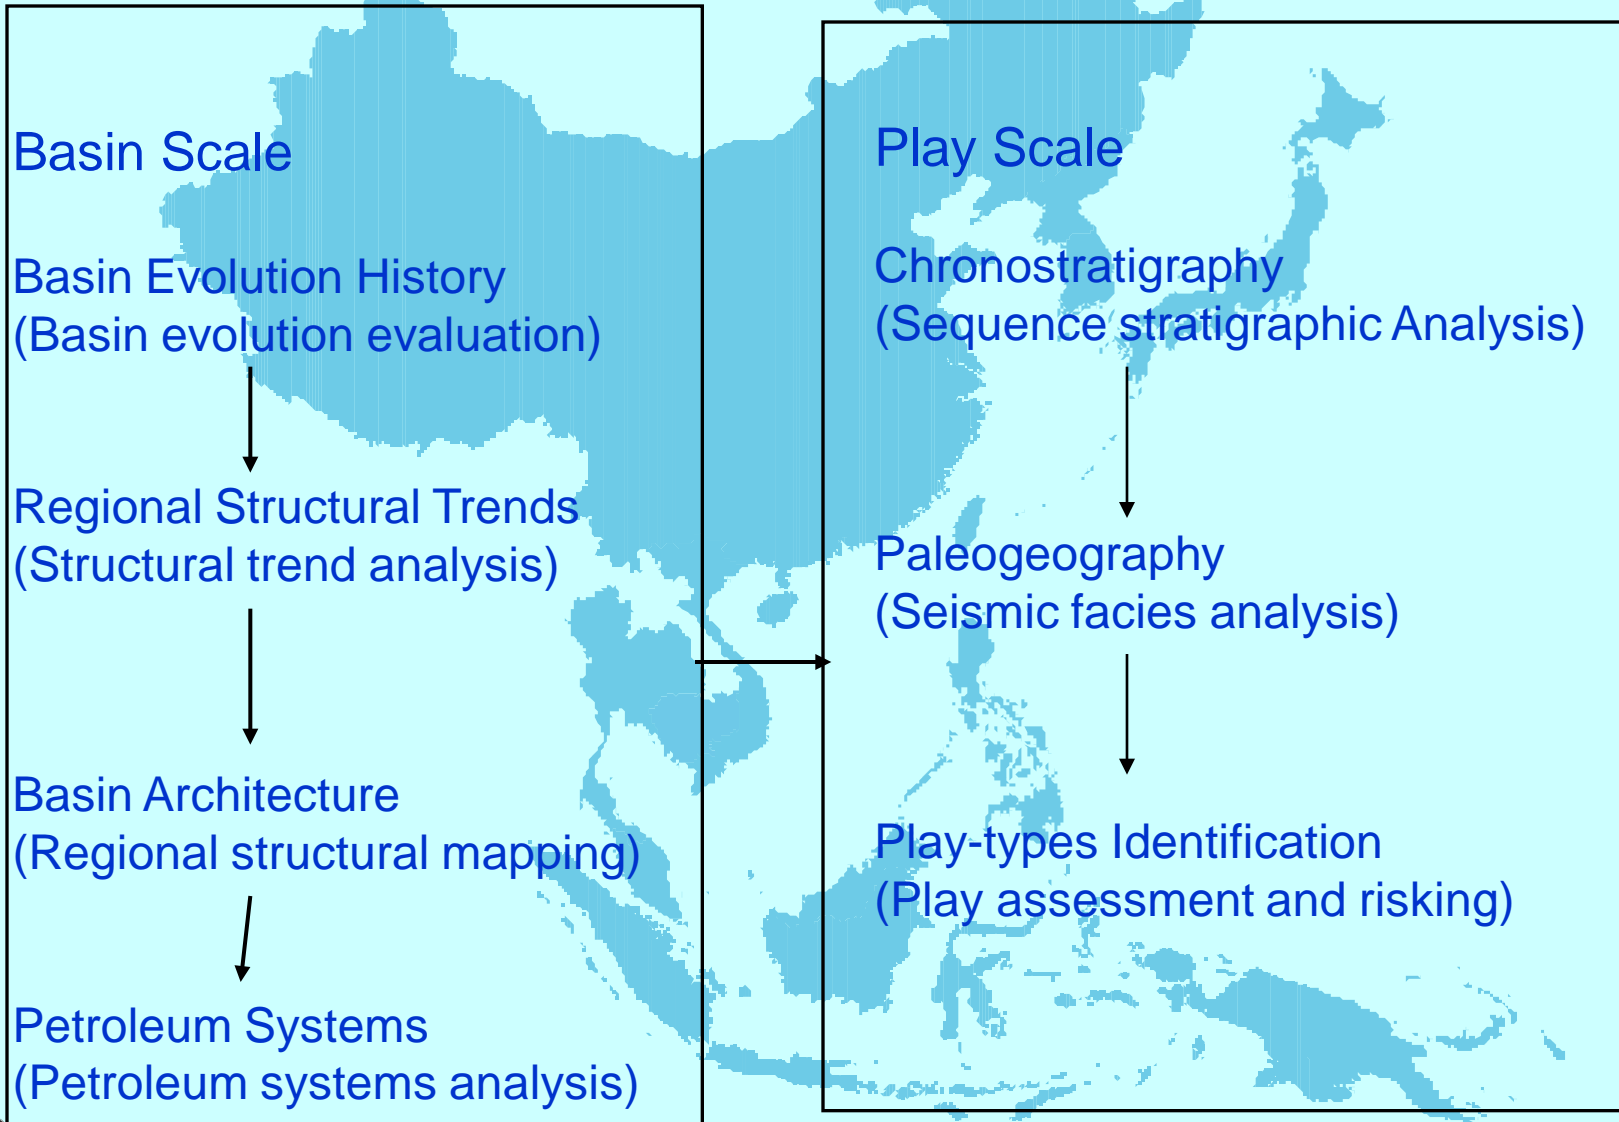 Basin Scale
Basin Evolution History
(Basin evolution evaluation)
Regional Structural Trends
(Structural trend analysis)
Basin Architecture
(Regional structural mapping)
Petroleum Systems
(Petroleum systems analysis)
Play Scale
Chronostratigraphy
(Sequence stratigraphic Analysis)
Paleogeography
(Seismic facies analysis)
Play-types Identification
(Play assessment and risking)